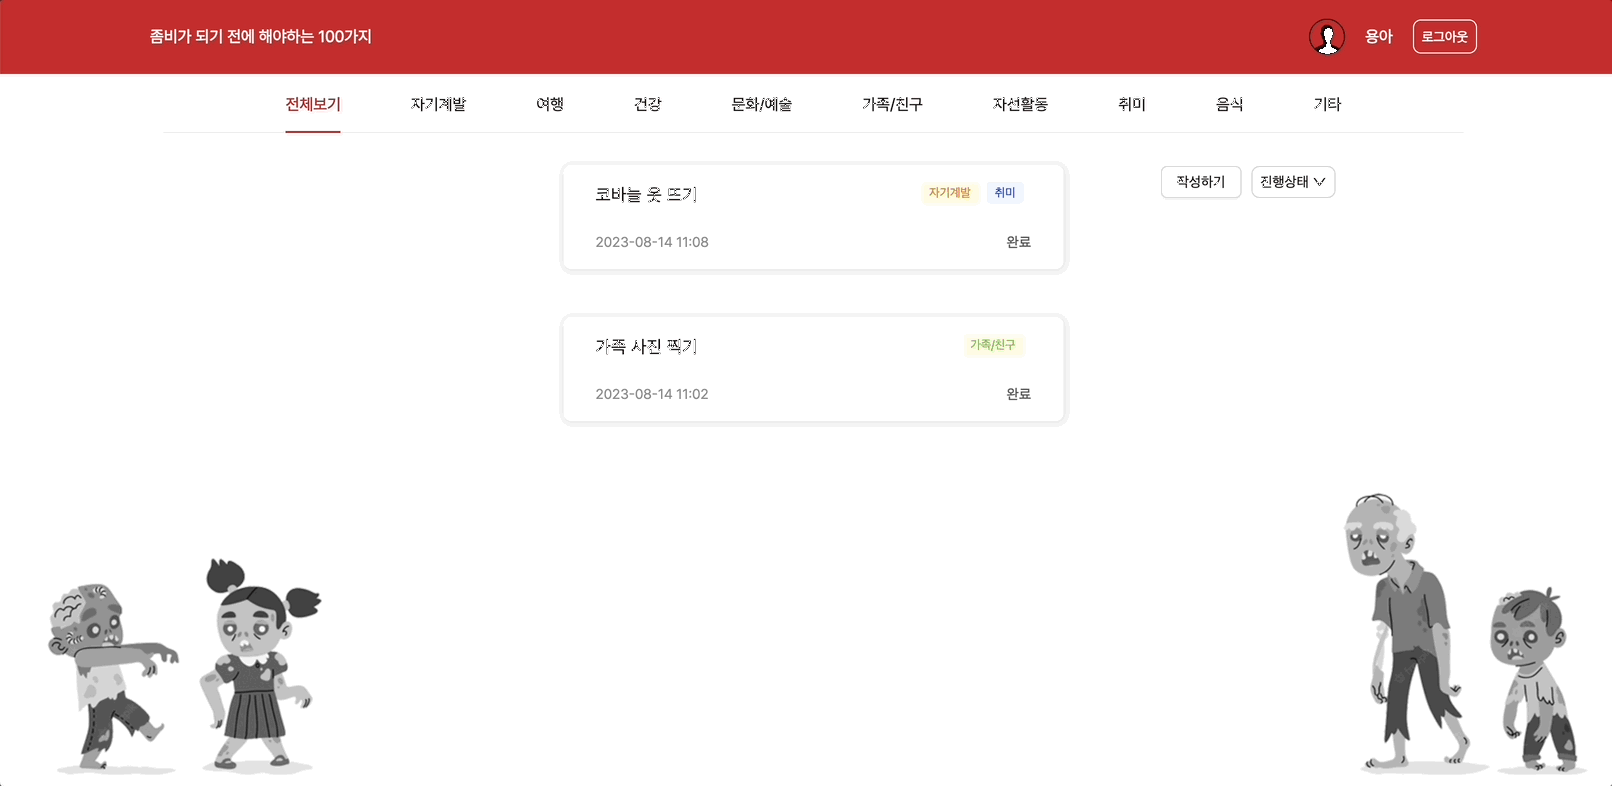 좀비가 되기 전에 해야하는 100가지 용아 로그아웃
전체보기 자기계발 여행 건강 문화/예술 가족/친구 자선활동 취미 음식 기타
작성하기 진행상태
코바늘 옷 뜨기 자기계발 취미
2023-08-14 11:08 완료
가족 사진 찍기 가족/친구
2023-08-14 11:02 완료